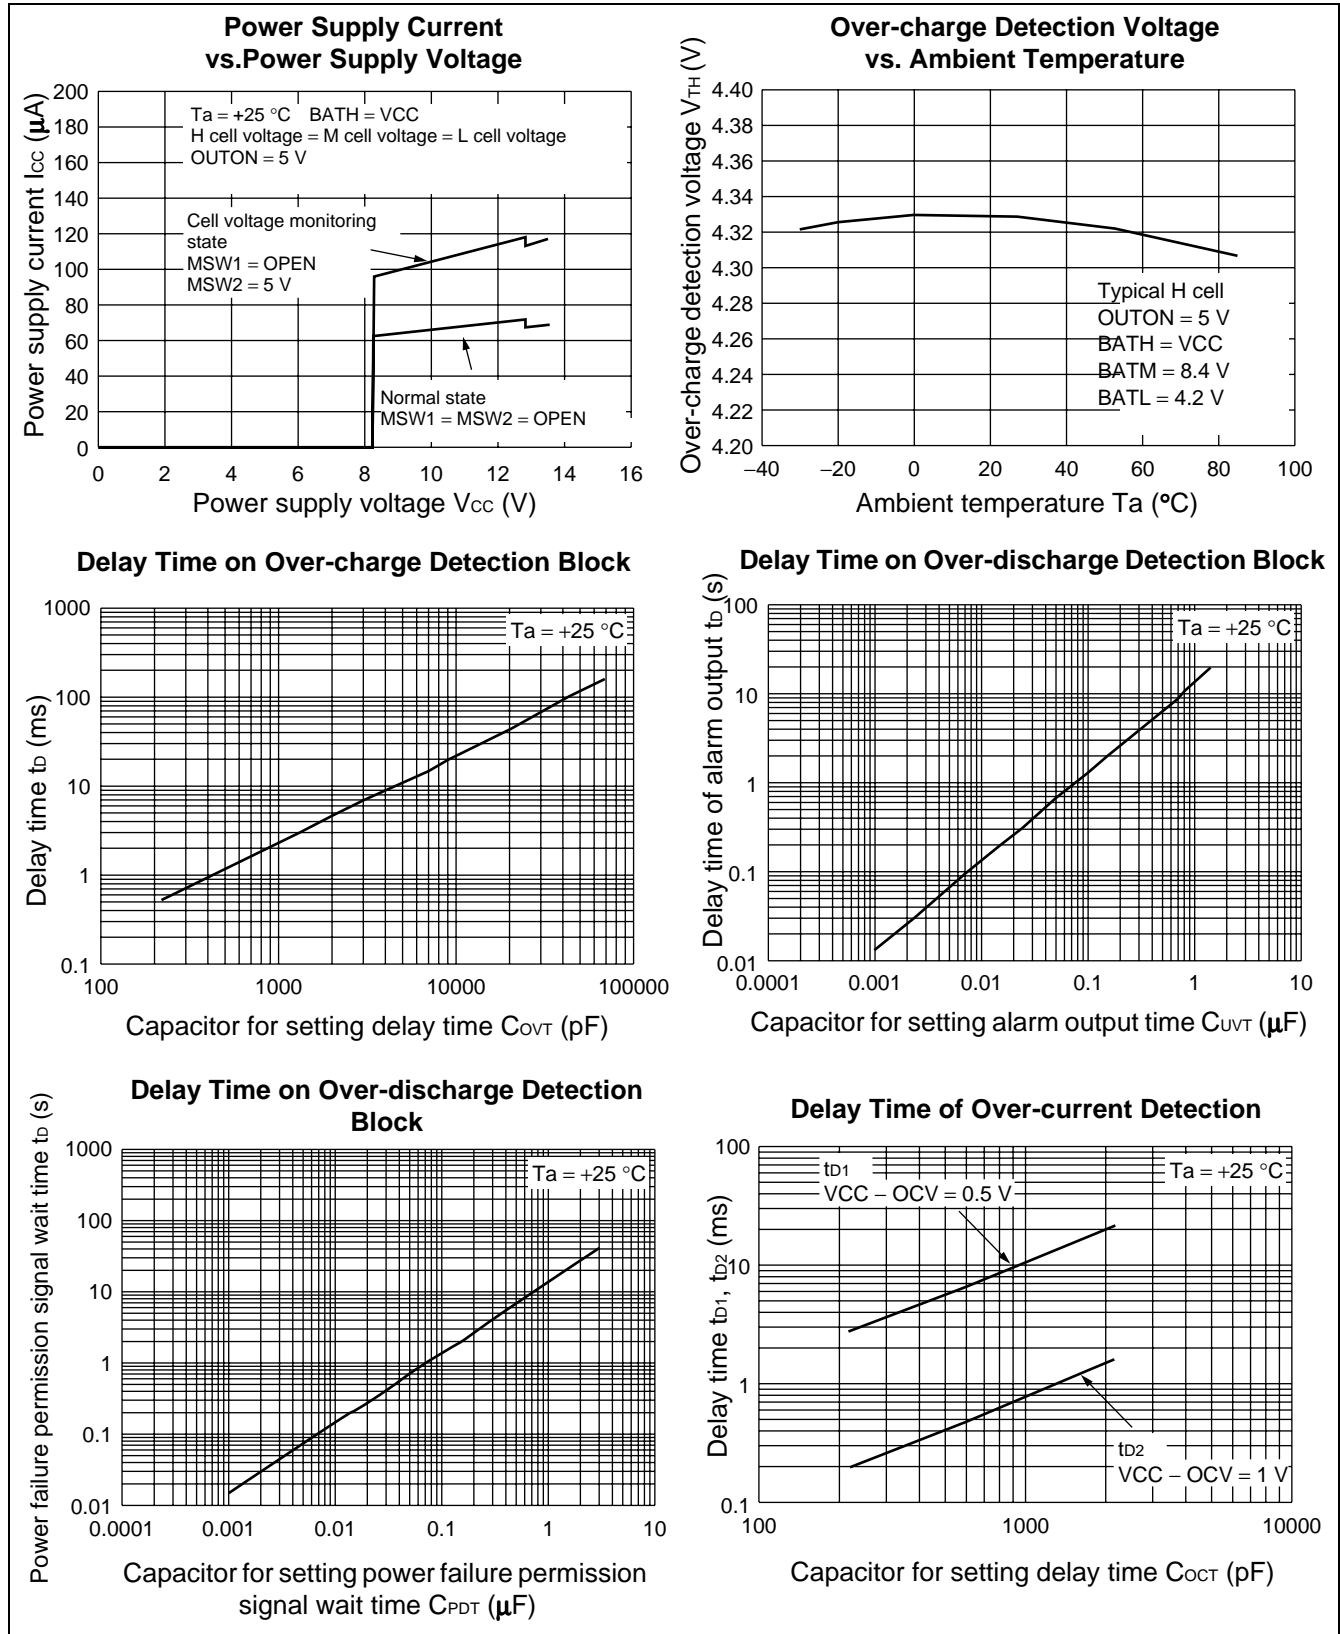 Power Supply Current
vs.Power Supply Voltage
Power supply current ICC (μA)
200
180
160
140
120
100
80
60
40
20
0
Ta = +25 °C BATH = VCC
H cell voltage = M cell voltage = L cell voltage
OUTON = 5 V
Cell voltage monitoring
state
MSW1 = OPEN
MSW2 = 5 V
Normal state
MSW1 = MSW2 = OPEN
0 2 4 6 8 10 12 14 16
Power supply voltage VCC (V)
Over-charge Detection Voltage
vs. Ambient Temperature
Over-charge detection voltage VTH (V)
4.40
4.38
4.36
4.34
4.32
4.30
4.28
4.26
4.24
4.22
4.20
Typical H cell
OUTON = 5 V
BATH = VCC
BATM = 8.4 V
BATL = 4.2 V
−40 −20 0 20 40 60 80 100
Ambient temperature Ta (°C)
Delay Time on Over-charge Detection Block
Delay time tD (ms)
1000
100
10
1
0.1
Ta = +25 °C
100 1000 10000 100000
Capacitor for setting delay time COVT (pF)
Delay Time on Over-discharge Detection Block
Delay time of alarm output tD (s)
100
10
1
0.1
0.01
Ta = +25 °C
0.0001 0.001 0.01 0.1 1 10
Capacitor for setting alarm output time CUVT (μF)
Delay Time on Over-discharge Detection
Block
Power failure permission signal wait time tD (s)
1000
100
10
1
0.1
0.01
Ta = +25 °C
0.0001 0.001 0.01 0.1 1 10
Capacitor for setting power failure permission
signal wait time CPDT (μF)
Delay Time of Over-current Detection
Delay time tD1, tD2 (ms)
100
10
1
0.1
tD1
VCC − OCV = 0.5 V
Ta = +25 °C
tD2
VCC − OCV = 1 V
100 1000 10000
Capacitor for setting delay time COCT (pF)